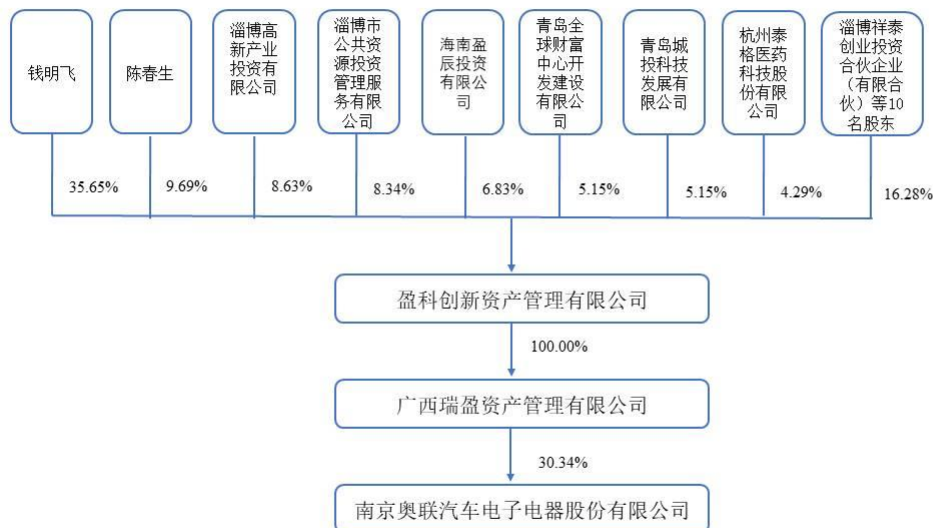 钱明飞
陈春生
淄博高
新产业
投资有
限公司
淄博市
公共资
源投资
管理服
务有限
公司
海南盈
辰投资
有限公
司
青岛全
球财富
中心开
发建设
有限公
司
青岛城
投科技
发展有
限公司
杭州泰
格医药
科技股
份有限
公司
淄博祥泰
创业投资
合伙企业
（有限合
伙）等10
名股东
35.65%
9.69%
8.63%
8.34%
6.83%
5.15%
5.15%
4.29%
16.28%
盈科创新资产管理有限公司
100.00%
广西瑞盈资产管理有限公司
30.34%
南京奥联汽车电子电器股份有限公司